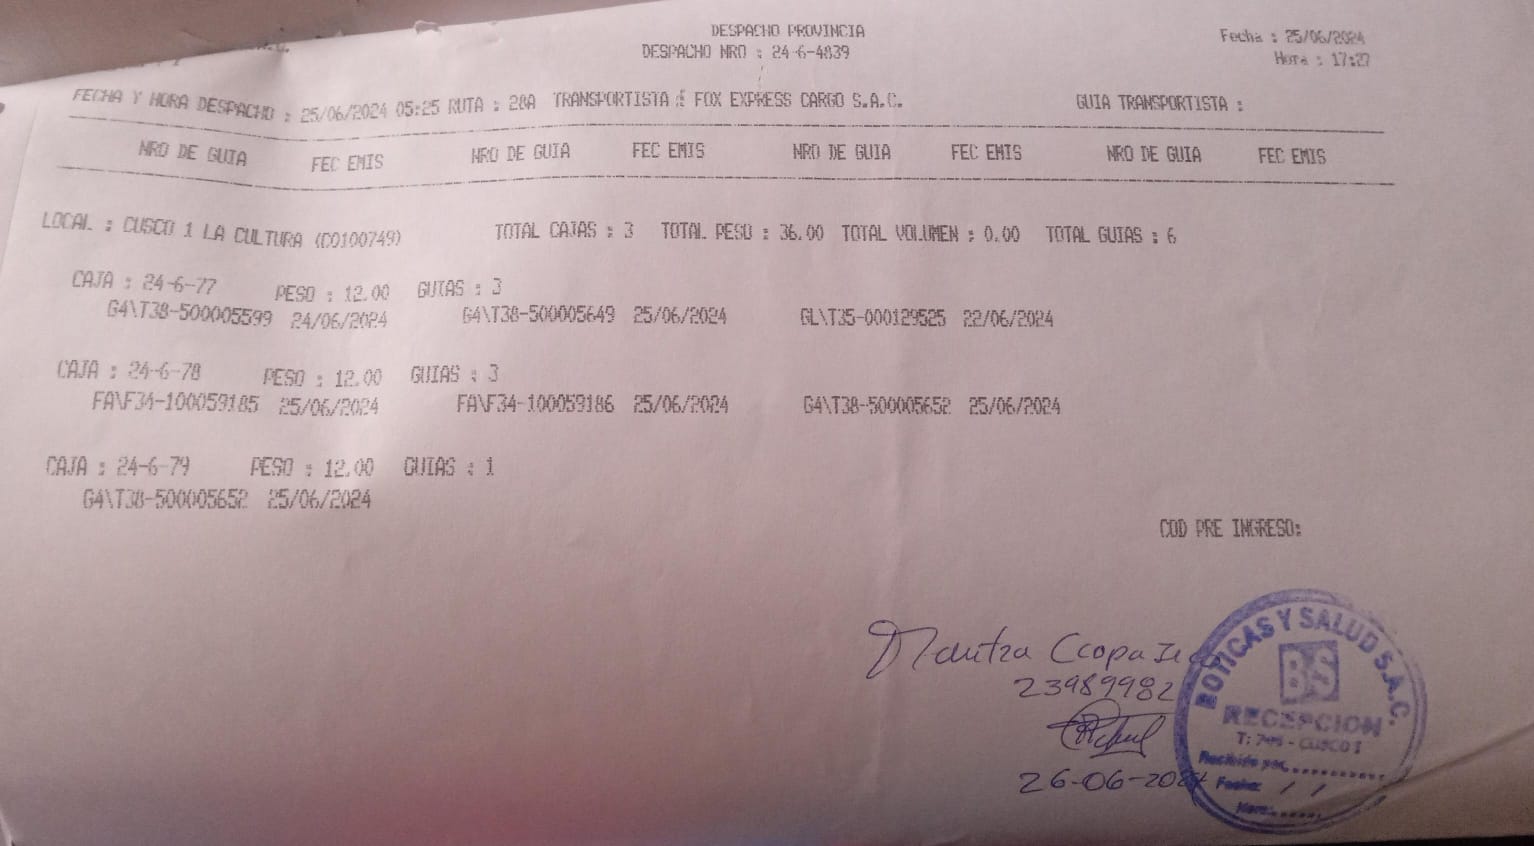 DESPACHO PROVINCIA
Fecha : 25/06/2024
DESPACHO NRO : 24-6-4839
Hora : 17:27
FECHA Y HORA DESPACHO : 25/06/2024 05:25 RUTA : 28A TRANSPORTISTA : FOX EXPRESS CARGO S.A.C. GUIA TRANSPORTISTA :
NRO DE GUIA FEC EMIS NRO DE GUIA FEC EMIS NRO DE GUIA FEC EMIS NRO DE GUIA FEC EMIS
LOCAL : CUSCO 1 LA CULTURA (CO100749) TOTAL CAJAS : 3 TOTAL PESO : 36.00 TOTAL VOLUMEN : 0.00 TOTAL GUIAS : 6
CAJA : 24-6-77 PESO : 12.00 GUIAS : 3
G4\T38-500005599 24/06/2024 G4\T38-500005649 25/06/2024 GL\T35-000129525 22/06/2024
CAJA : 24-6-78 PESO : 12.00 GUIAS : 3
FA\F34-100059185 25/06/2024 FA\F34-100059186 25/06/2024 G4\T38-500005652 25/06/2024
CAJA : 24-6-79 PESO : 12.00 GUIAS : 1
G4\T38-500005652 25/06/2024
COD PRE INGRESO:
Ccopa
23989982
26-06-2024
BOTICAS Y SALUD S.A.C.
BS
RECEPCION
CUSCO I
Recibido por:
Fecha: / /
Hora: